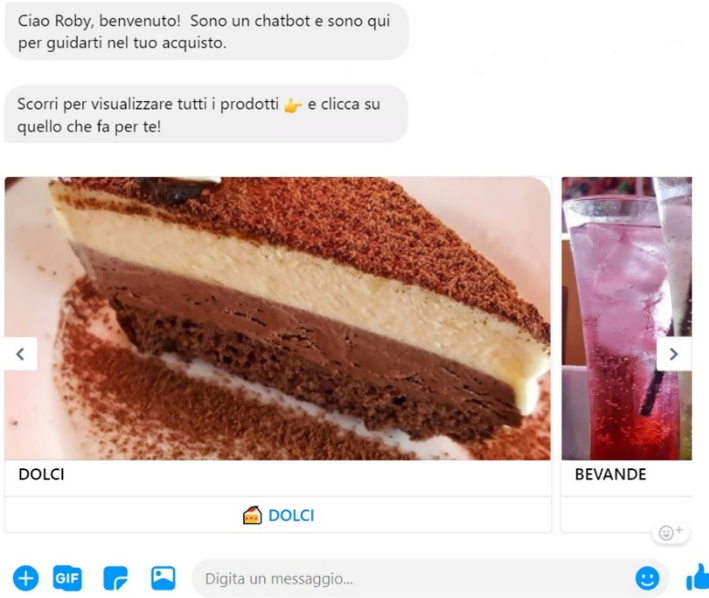 Ciao Roby, benvenuto! Sono un chatbot e sono qui
per guidarti nel tuo acquisto.
Scorri per visualizzare tutti i prodotti 👉 e clicca su
quello che fa per te!
DOLCI
BEVANDE
🍰 DOLCI
GIF
Digita un messaggio...